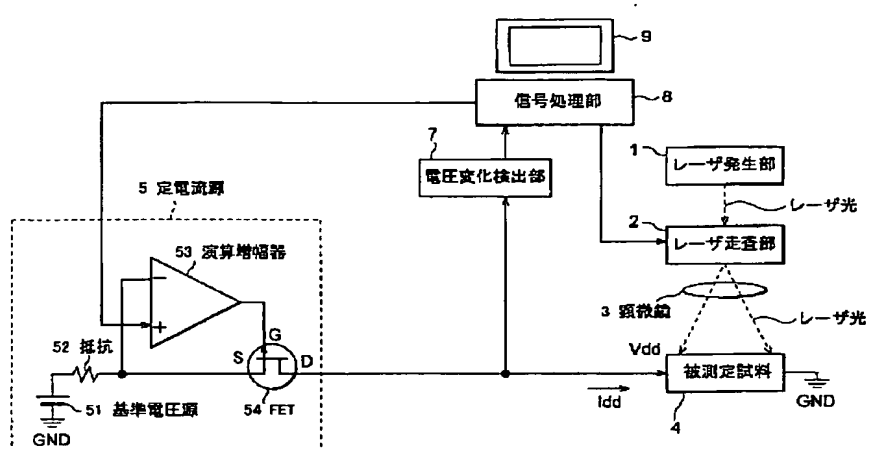 9
信号処理部
8
7
電圧変化検出部
1
レーザ発生部
レーザ光
5 定電流源
2
レーザ走査部
53 演算増幅器
−
+
3 顕微鏡
レーザ光
52 抵抗
G
S
D
Vdd
被測定試料
51 基準電圧源
54 FET
Idd
4
GND
GND